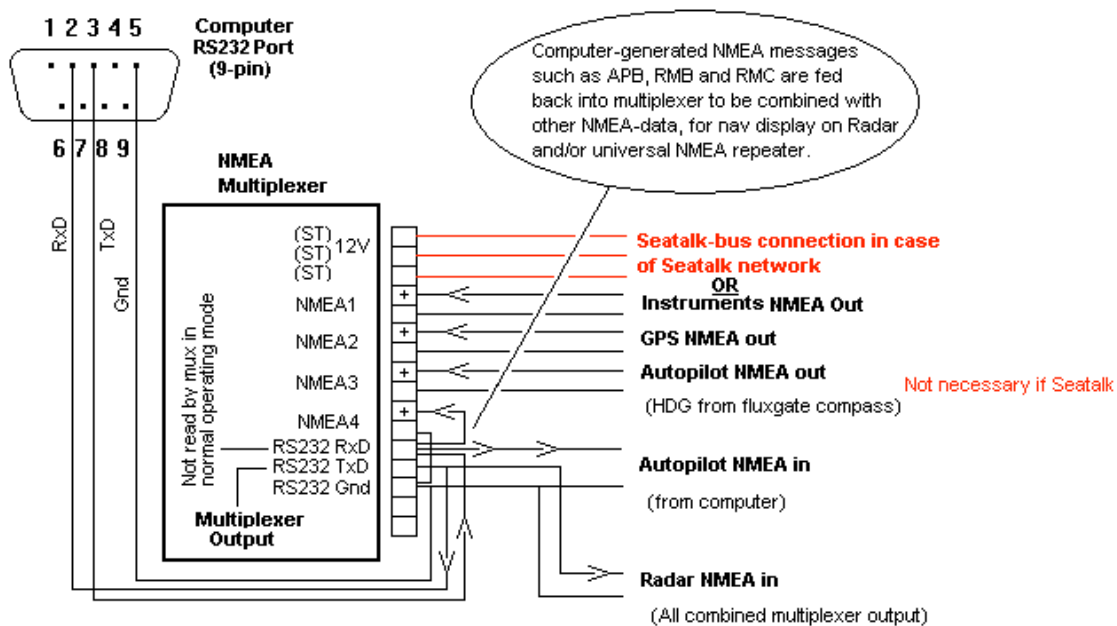 1 2 3 4 5
Computer
RS232 Port
(9-pin)
6 7 8 9
RxD
TxD
Gnd
Computer-generated NMEA messages
such as APB, RMB and RMC are fed
back into multiplexer to be combined with
other NMEA-data, for nav display on Radar
and/or universal NMEA repeater.
NMEA
Multiplexer
(ST)
(ST) 12V
(ST)
NMEA1
NMEA2
NMEA3
NMEA4
RS232 RxD
RS232 TxD
RS232 Gnd
+
+
+
+
Not read by mux in
normal operating mode
Multiplexer
Output
Seatalk-bus connection in case
of Seatalk network
OR
Instruments NMEA Out
GPS NMEA out
Autopilot NMEA out
Not necessary if Seatalk
(HDG from fluxgate compass)
Autopilot NMEA in
(from computer)
Radar NMEA in
(All combined multiplexer output)